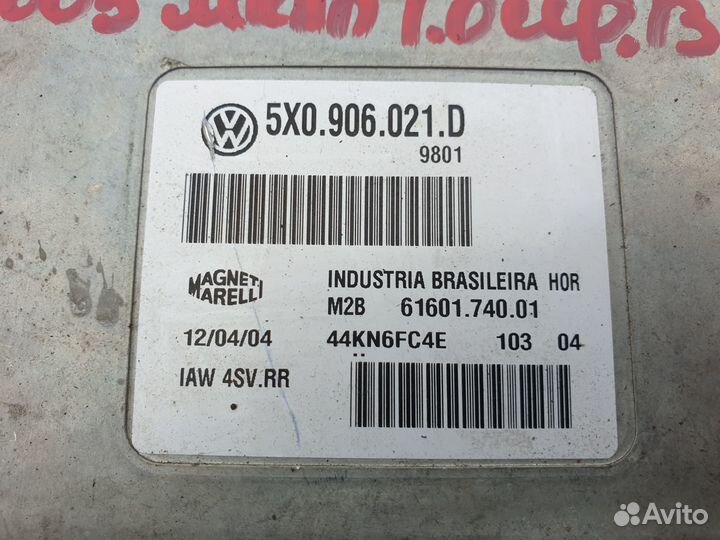 5X0.906.021.D
9801
MAGNETI MARELLI
INDUSTRIA BRASILEIRA HOR
M2B 61601.740.01
12/04/04 44KN6FC4E 103 04
IAW 4SV.RR
Avito